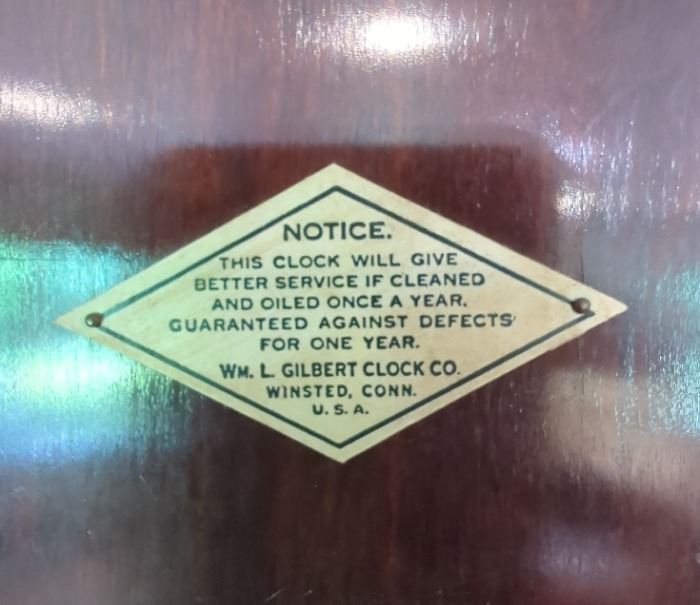 NOTICE.
THIS CLOCK WILL GIVE
BETTER SERVICE IF CLEANED
AND OILED ONCE A YEAR.
GUARANTEED AGAINST DEFECTS
FOR ONE YEAR.
WM. L. GILBERT CLOCK CO.
WINSTED, CONN.
U. S. A.